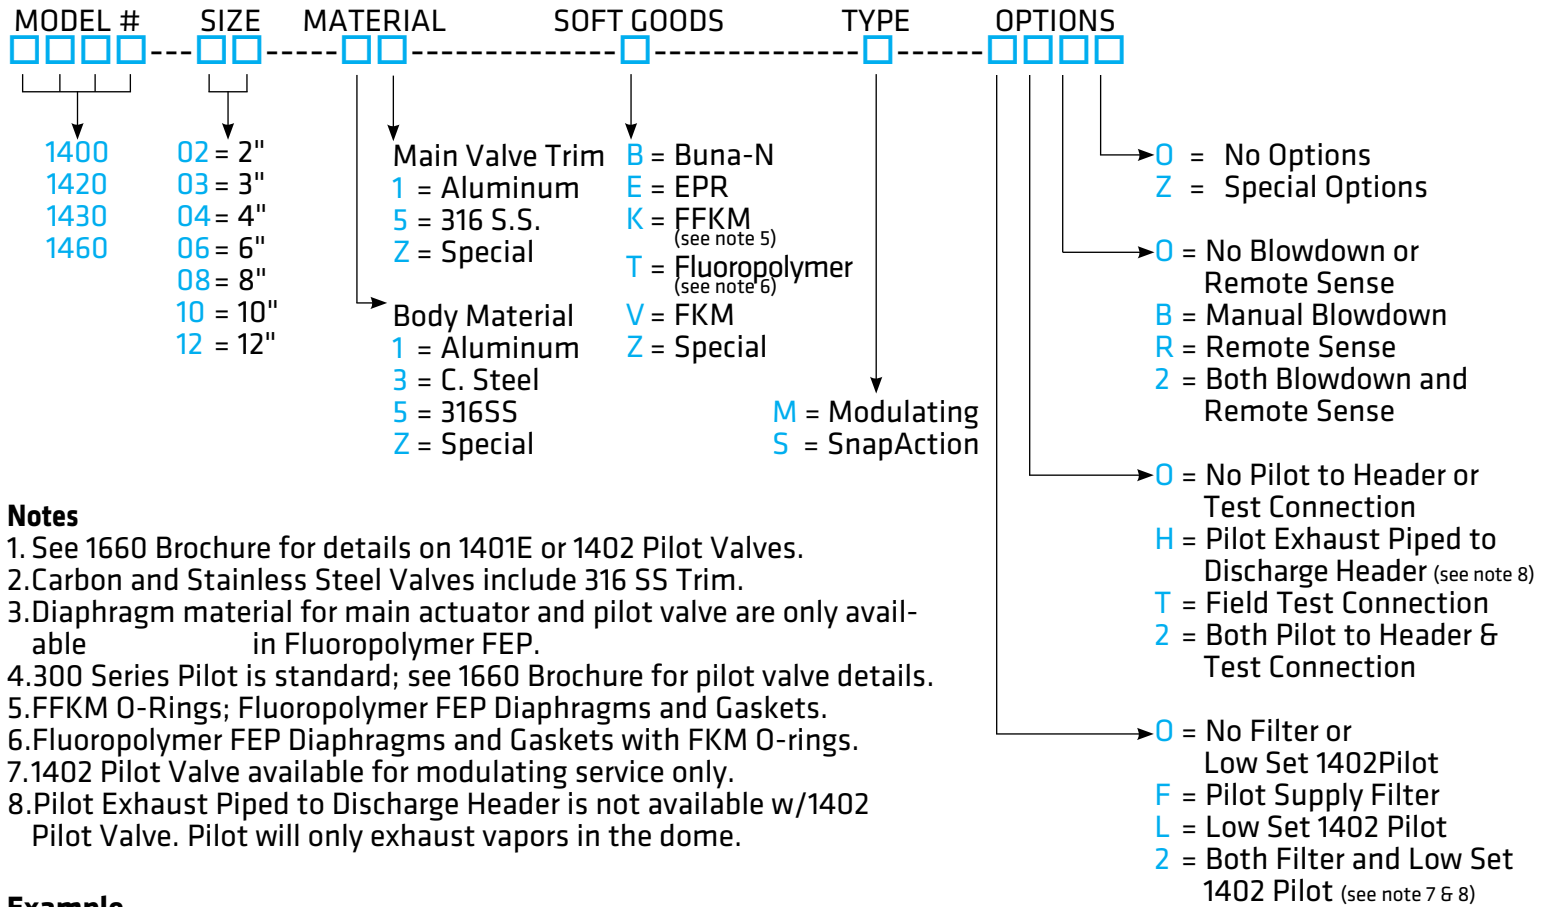 MODEL # SIZE MATERIAL SOFT GOODS TYPE OPTIONS
1400
1420
1430
1460
02 = 2"
03 = 3"
04 = 4"
06 = 6"
08 = 8"
10 = 10"
12 = 12"
Main Valve Trim
1 = Aluminum
5 = 316 S.S.
Z = Special
Body Material
1 = Aluminum
3 = C. Steel
5 = 316SS
Z = Special
B = Buna-N
E = EPR
K = FFKM
(see note 5)
T = Fluoropolymer
(see note 6)
V = FKM
Z = Special
M = Modulating
S = SnapAction
0 = No Options
Z = Special Options
0 = No Blowdown or
Remote Sense
B = Manual Blowdown
R = Remote Sense
2 = Both Blowdown and
Remote Sense
0 = No Pilot to Header or
Test Connection
H = Pilot Exhaust Piped to
Discharge Header (see note 8)
T = Field Test Connection
2 = Both Pilot to Header &
Test Connection
0 = No Filter or
Low Set 1402Pilot
F = Pilot Supply Filter
L = Low Set 1402 Pilot
2 = Both Filter and Low Set
1402 Pilot (see note 7 & 8)
Notes
1. See 1660 Brochure for details on 1401E or 1402 Pilot Valves.
2.Carbon and Stainless Steel Valves include 316 SS Trim.
3.Diaphragm material for main actuator and pilot valve are only avail-
able in Fluoropolymer FEP.
4.300 Series Pilot is standard; see 1660 Brochure for pilot valve details.
5.FFKM O-Rings; Fluoropolymer FEP Diaphragms and Gaskets.
6.Fluoropolymer FEP Diaphragms and Gaskets with FKM O-rings.
7.1402 Pilot Valve available for modulating service only.
8.Pilot Exhaust Piped to Discharge Header is not available w/1402
Pilot Valve. Pilot will only exhaust vapors in the dome.
Example